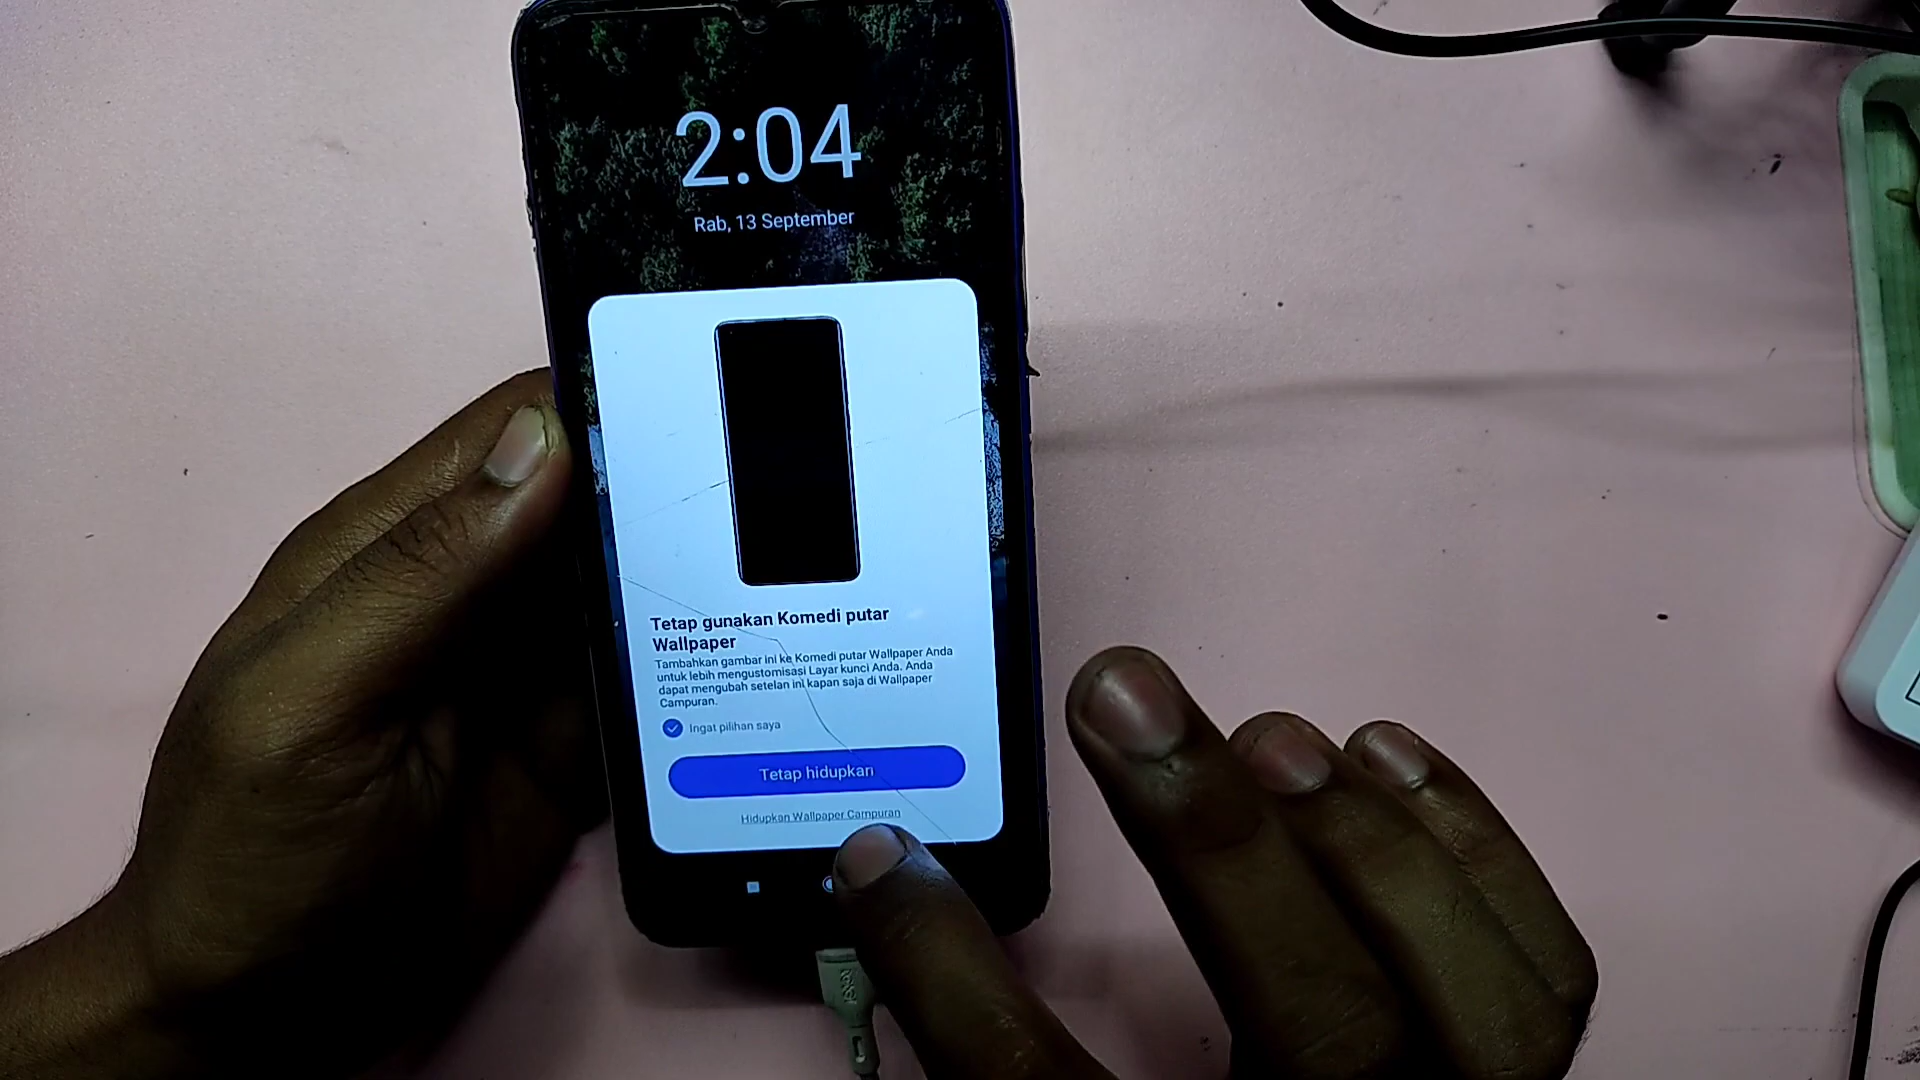 2:04
Rab, 13 September
Tetap gunakan Komedi putar
Wallpaper
Tambahkan gambar ini ke Komedi putar Wallpaper Anda
untuk lebih mengustomisasi Layar kunci Anda. Anda
dapat mengubah setelan ini kapan saja di Wallpaper
Campuran.
Ingat pilihan saya
Tetap hidupkan
Hidupkan Wallpaper Campuran